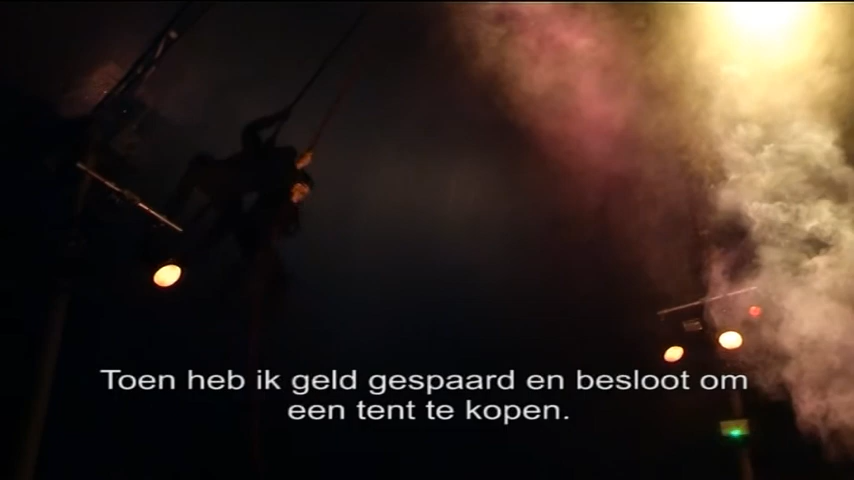 Toen heb ik geld gespaard en besloot om
een tent te kopen.